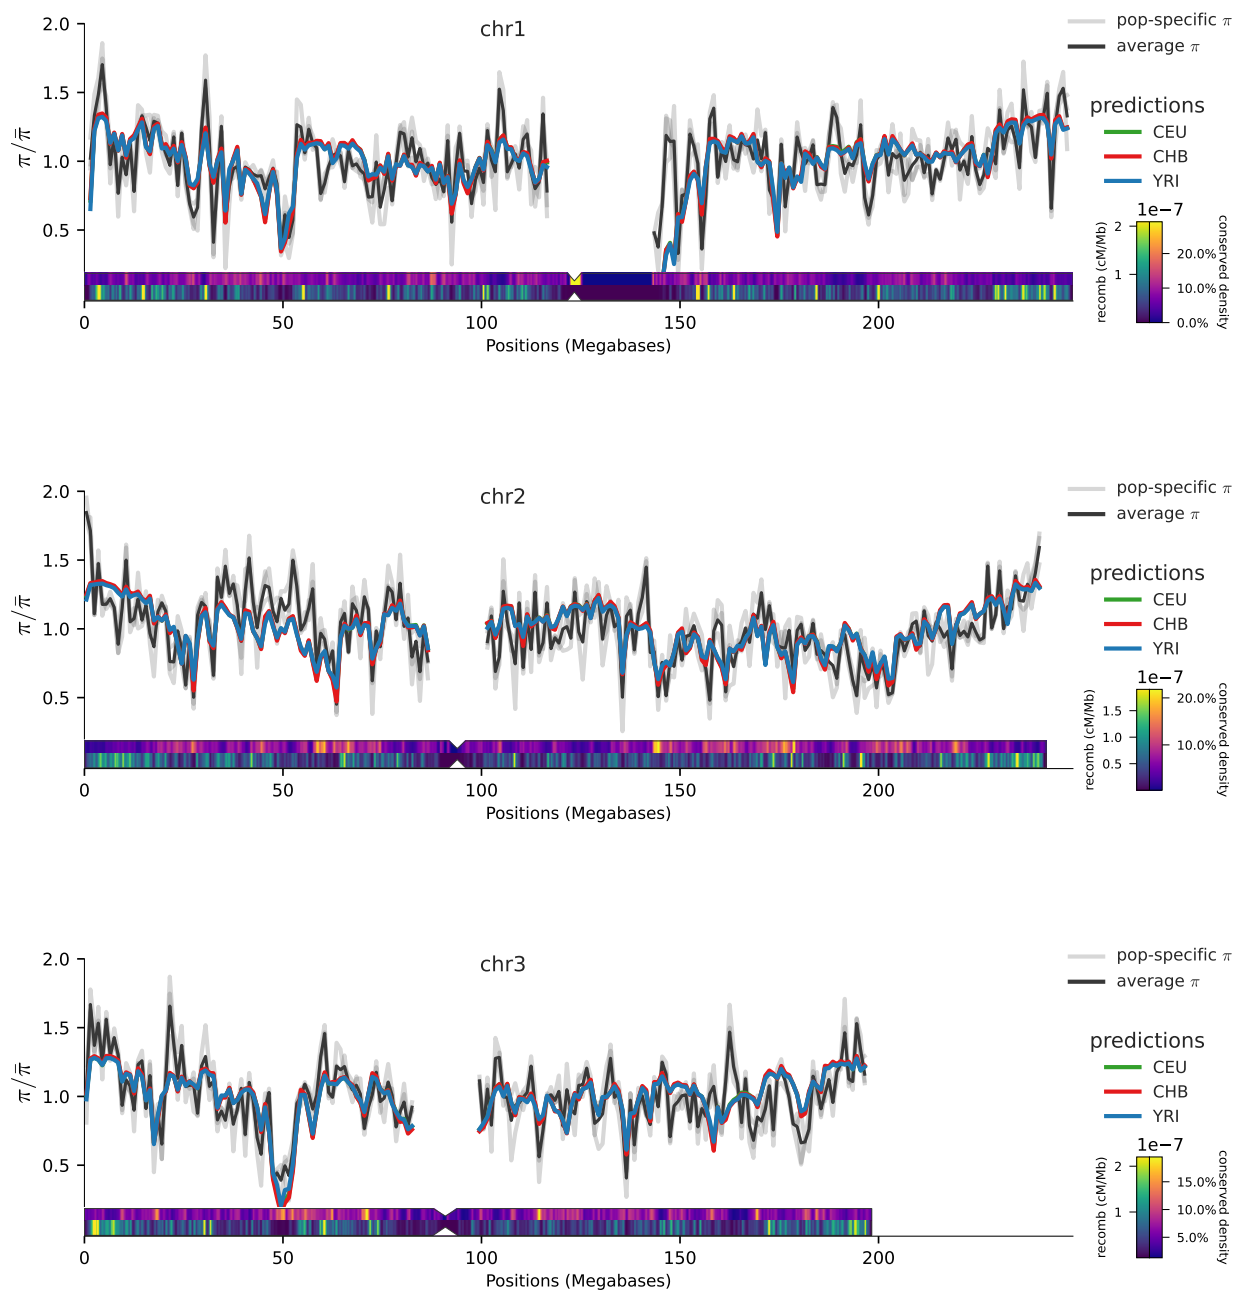 chr1
2.0
1.5
1.0
0.5
π/π̄
0
50
100
150
200
Positions (Megabases)
pop-specific π
average π
predictions
CEU
CHB
YRI
1e-7
recomb (cM/Mb)
2
1
20.0%
10.0%
0.0%
conserved density
chr2
2.0
1.5
1.0
0.5
π/π̄
0
50
100
150
200
Positions (Megabases)
pop-specific π
average π
predictions
CEU
CHB
YRI
1e-7
recomb (cM/Mb)
1.5
1.0
0.5
20.0%
10.0%
conserved density
chr3
2.0
1.5
1.0
0.5
π/π̄
0
50
100
150
200
Positions (Megabases)
pop-specific π
average π
predictions
CEU
CHB
YRI
1e-7
recomb (cM/Mb)
2
1
15.0%
10.0%
5.0%
conserved density